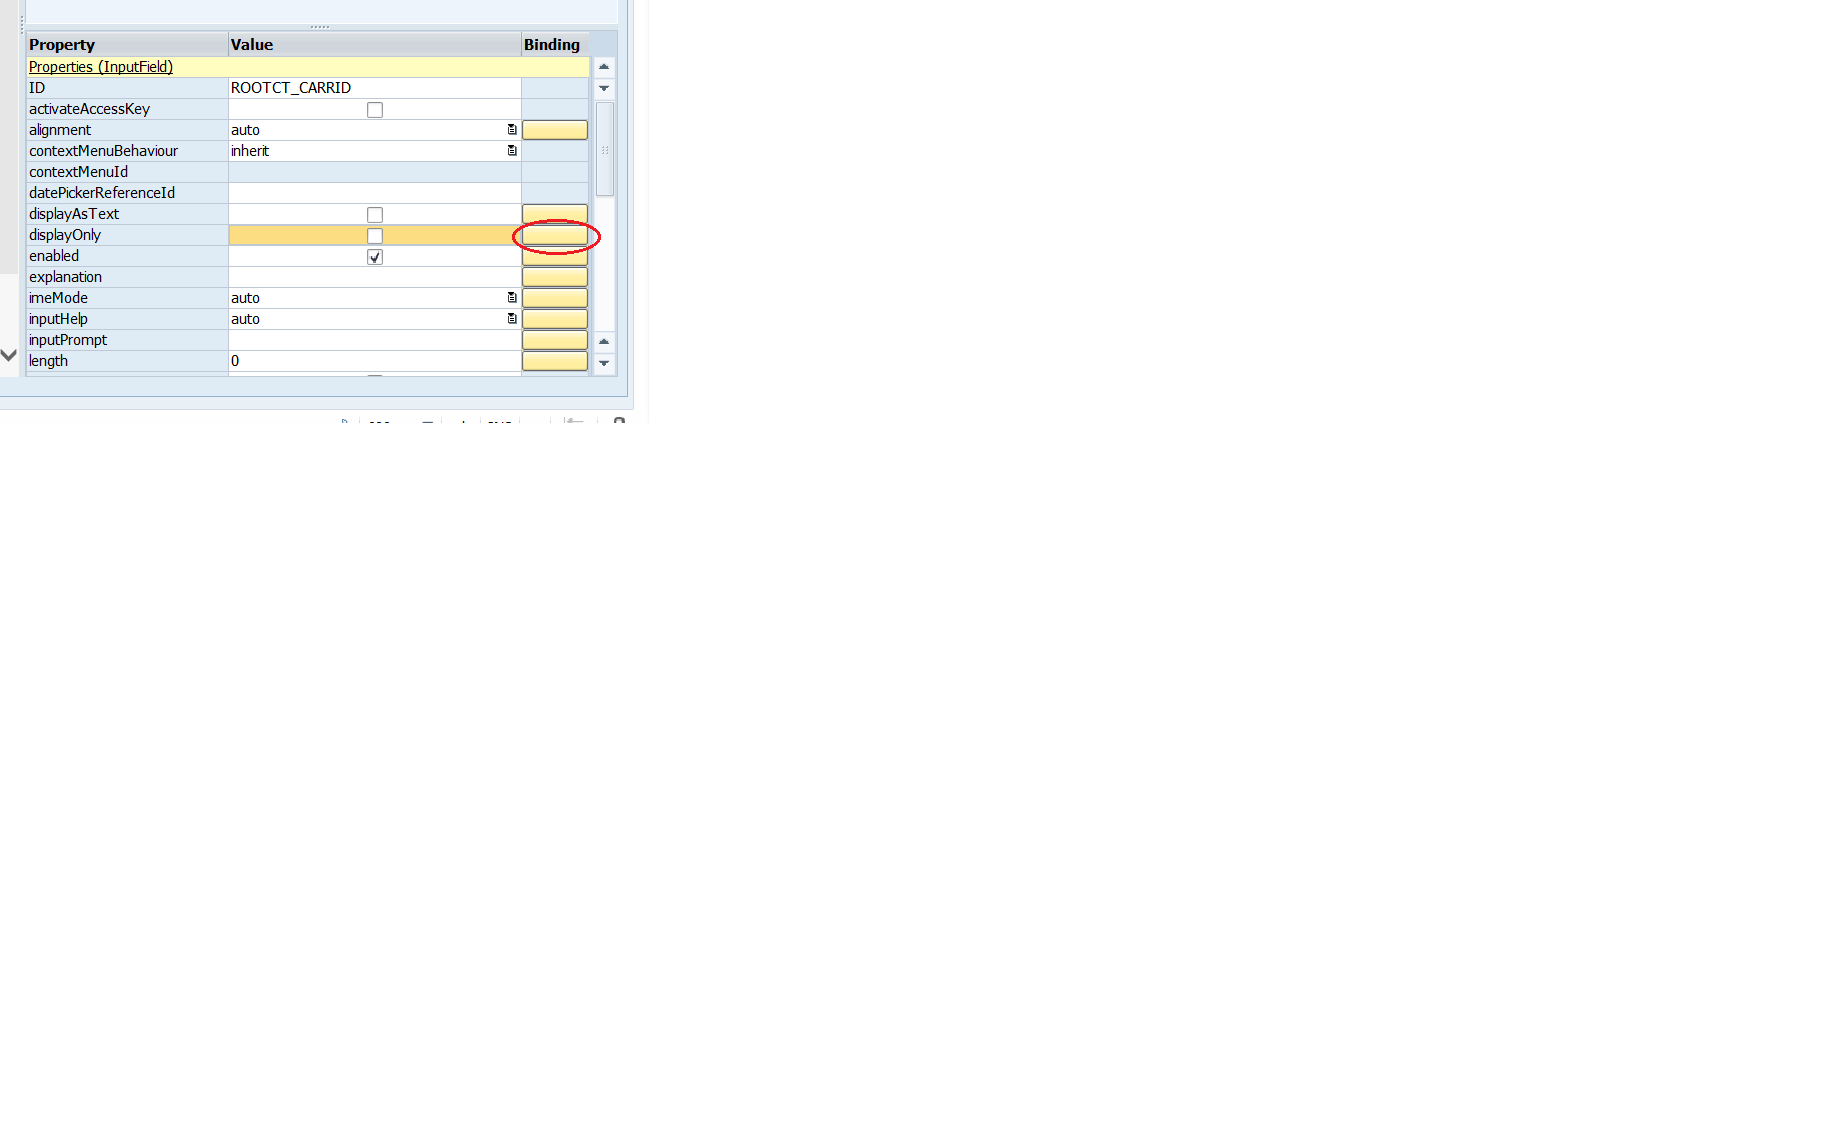 Property Value Binding
Properties (InputField)
ID ROOTCT_CARRID
activateAccessKey
alignment auto
contextMenuBehaviour inherit
contextMenuId
datePickerReferenceId
displayAsText
displayOnly
enabled
explanation
imeMode auto
inputHelp auto
inputPrompt
length 0